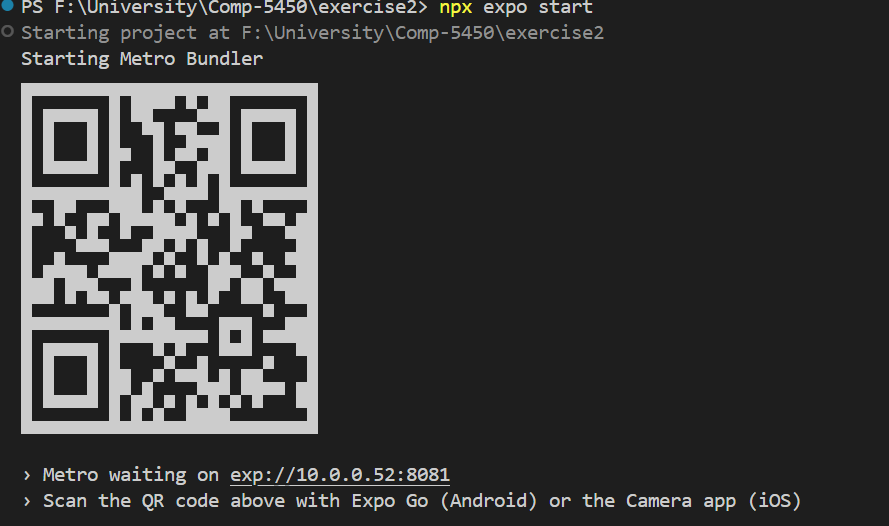 PS F:\University\Comp-5450\exercise2> npx expo start
Starting project at F:\University\Comp-5450\exercise2
Starting Metro Bundler
› Metro waiting on exp://10.0.0.52:8081
› Scan the QR code above with Expo Go (Android) or the Camera app (iOS)